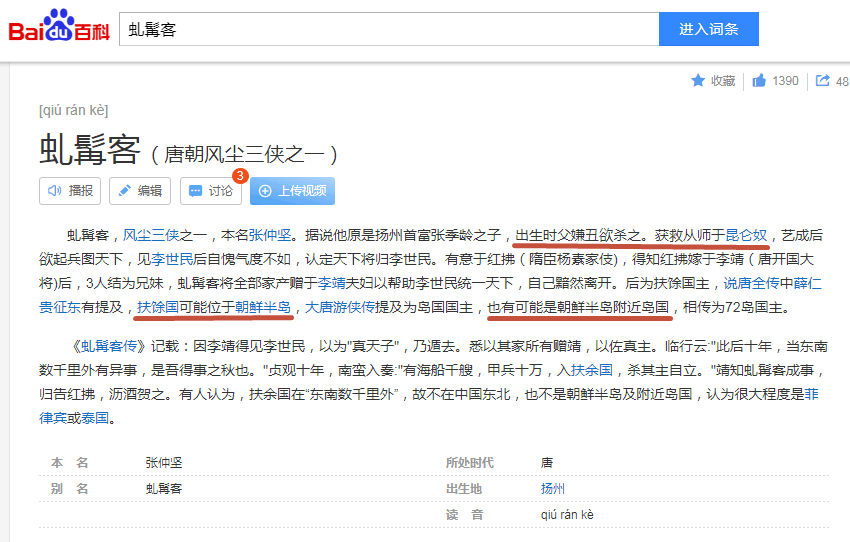 Bai du 百科
虬髯客
进入词条
收藏 1390 48
[qiú rán kè]
虬髯客（唐朝风尘三侠之一）
播报 编辑 讨论 3 上传视频
虬髯客，风尘三侠之一，本名张仲坚。据说他原是扬州首富张季龄之子，出生时父嫌丑欲杀之。获救从师于昆仑奴，艺成后
欲起兵图天下，见李世民后自愧气度不如，认定天下将归李世民。有意于红拂（隋臣杨素家伎)，得知红拂嫁于李靖（唐开国大
将)后，3人结为兄妹，虬髯客将全部家产赠于李靖夫妇以帮助李世民统一天下，自己黯然离开。后为扶馀国主，说唐全传中薛仁
贵征东有提及，扶馀国可能位于朝鲜半岛，大唐游侠传提及为岛国国主，也有可能是朝鲜半岛附近岛国，相传为72岛国主。
《虬髯客传》记载：因李靖得见李世民，以为"真天子"，乃遁去。悉以其家所有赠靖，以佐真主。临行云:"此后十年，当东南
数千里外有异事，是吾得事之秋也。"贞观十年，南蛮入奏:"有海船千艘，甲兵十万，入扶余国，杀其主自立。"靖知虬髯客成事，
归告红拂，沥酒贺之。有人认为，扶余国在“东南数千里外”，故不在中国东北，也不是朝鲜半岛及附近岛国，认为很大程度是菲
律宾或泰国。
本 名 张仲坚 所处时代 唐
别 名 虬髯客 出生地 扬州
读 音 qiú rán kè